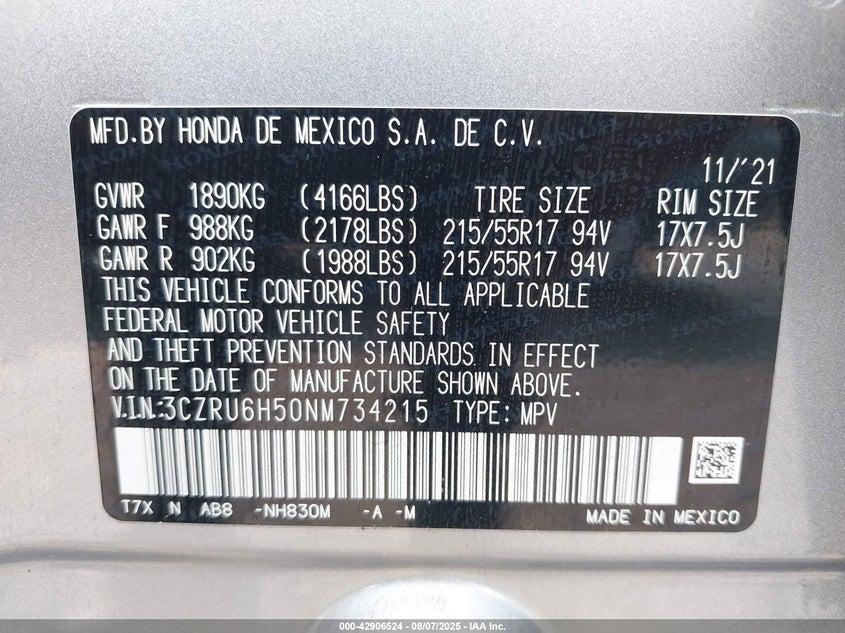 MFD.BY HONDA DE MEXICO S.A. DE C.V.
11/'21
GVWR 1890KG (4166LBS) TIRE SIZE RIM SIZE
GAWR F 988KG (2178LBS) 215/55R17 94V 17X7.5J
GAWR R 902KG (1988LBS) 215/55R17 94V 17X7.5J
THIS VEHICLE CONFORMS TO ALL APPLICABLE
FEDERAL MOTOR VEHICLE SAFETY
AND THEFT PREVENTION STANDARDS IN EFFECT
ON THE DATE OF MANUFACTURE SHOWN ABOVE.
V.I.N:3CZRU6H50NM734215 TYPE: MPV
T7X N AB8 -NH830M -A -M MADE IN MEXICO
000-42906524 - 08/07/2025 - IAA Inc.